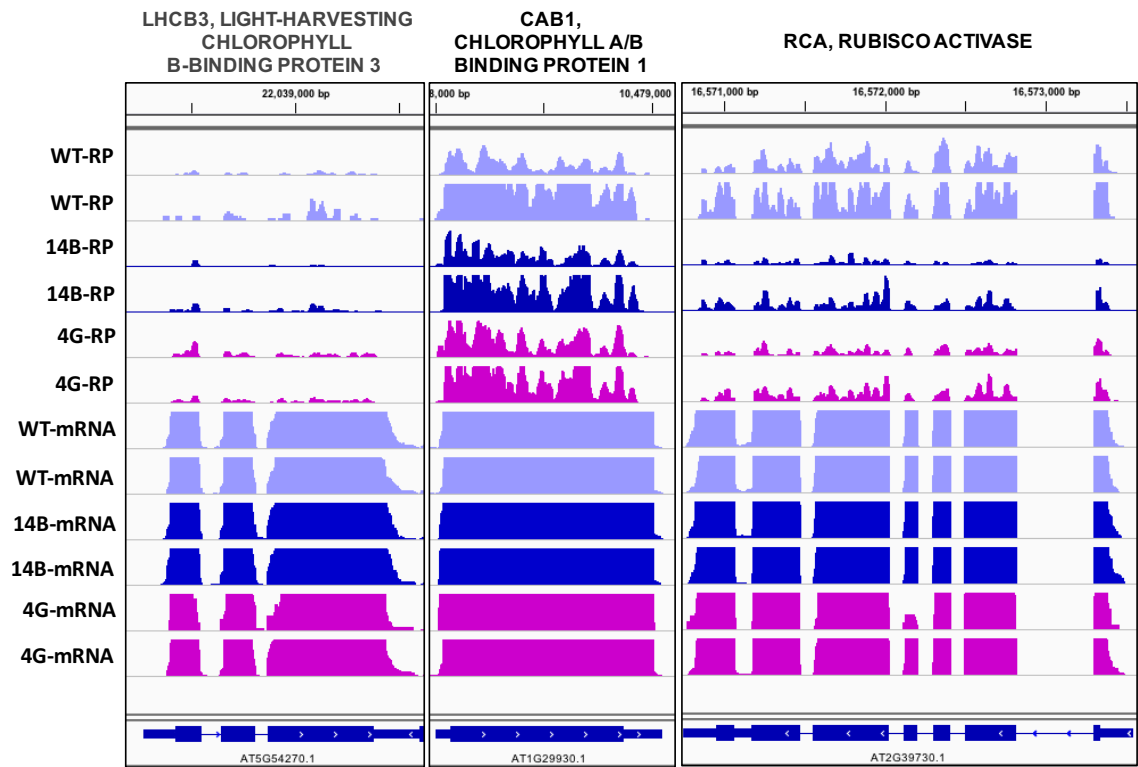 LHCB3, LIGHT-HARVESTING
CHLOROPHYLL
B-BINDING PROTEIN 3
CAB1,
CHLOROPHYLL A/B
BINDING PROTEIN 1
RCA, RUBISCO ACTIVASE
22,039,000 bp
8,000 bp
10,479,000
16,571,000 bp
16,572,000 bp
16,573,000 bp
WT-RP
WT-RP
14B-RP
14B-RP
4G-RP
4G-RP
WT-mRNA
WT-mRNA
14B-mRNA
14B-mRNA
4G-mRNA
4G-mRNA
AT5G54270.1
AT1G29930.1
AT2G39730.1